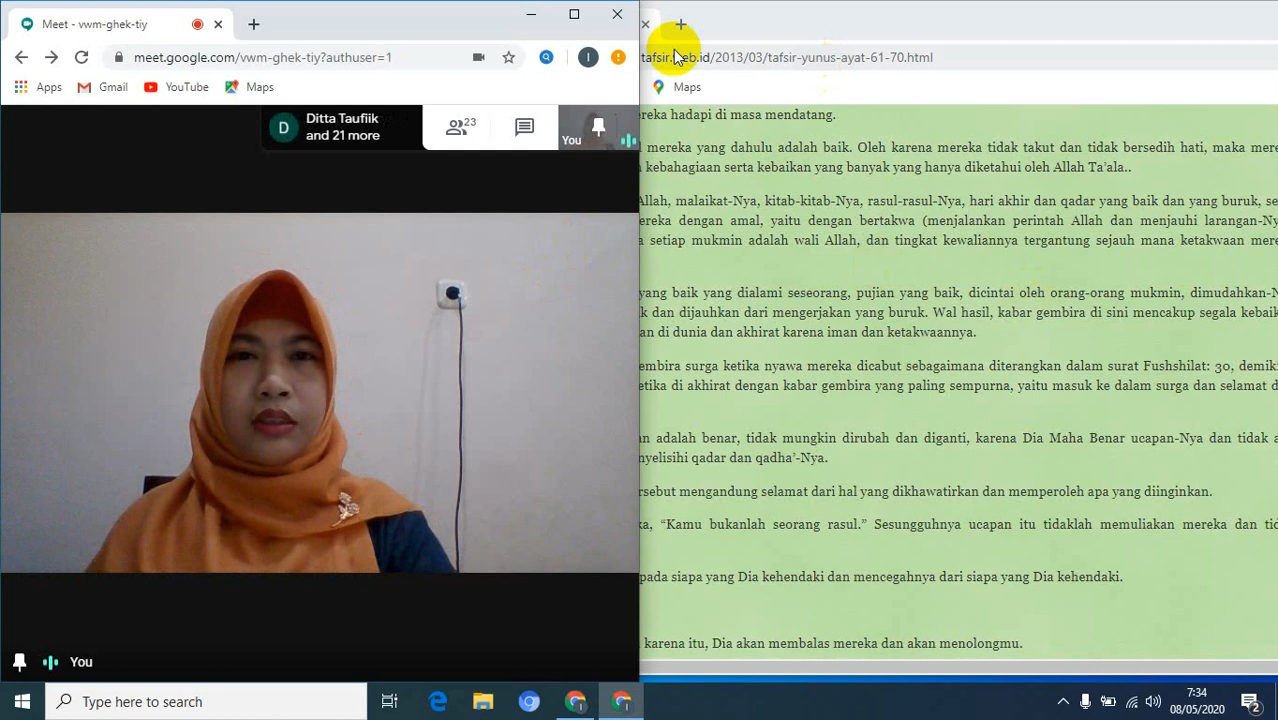 Meet - vwm-ghek-tiy
meet.google.com/vwm-ghek-tiy?authuser=1
I
Apps
Gmail
YouTube
Maps
D
Ditta Taufiik
and 21 more
23
You
You
tafsir.web.id/2013/03/tafsir-yunus-ayat-61-70.html
Maps
ereka hadapi di masa mendatang.
mereka yang dahulu adalah baik. Oleh karena mereka tidak takut dan tidak bersedih hati, maka mere
kebahagiaan serta kebaikan yang banyak yang hanya diketahui oleh Allah Ta'ala..
Allah, malaikat-Nya, kitab-kitab-Nya, rasul-rasul-Nya, hari akhir dan qadar yang baik dan yang buruk, se
ereka dengan amal, yaitu dengan bertakwa (menjalankan perintah Allah dan menjauhi larangan-Ny
a setiap mukmin adalah wali Allah, dan tingkat kewaliannya tergantung sejauh mana ketakwaan mere
yang baik yang dialami seseorang, pujian yang baik, dicintai oleh orang-orang mukmin, dimudahkan-N
k dan dijauhkan dari mengerjakan yang buruk. Wal hasil, kabar gembira di sini mencakup segala kebaik
an di dunia dan akhirat karena iman dan ketakwaannya.
embira surga ketika nyawa mereka dicabut sebagaimana diterangkan dalam surat Fushshilat: 30, demiki
etika di akhirat dengan kabar gembira yang paling sempurna, yaitu masuk ke dalam surga dan selamat d
an adalah benar, tidak mungkin dirubah dan diganti, karena Dia Maha Benar ucapan-Nya dan tidak a
nyelisihi qadar dan qadha'-Nya.
ersebut mengandung selamat dari hal yang dikhawatirkan dan memperoleh apa yang diinginkan.
ka, “Kamu bukanlah seorang rasul.” Sesungguhnya ucapan itu tidaklah memuliakan mereka dan tid
pada siapa yang Dia kehendaki dan mencegahnya dari siapa yang Dia kehendaki.
karena itu, Dia akan membalas mereka dan akan menolongmu.
Type here to search
7:34
08/05/2020
2